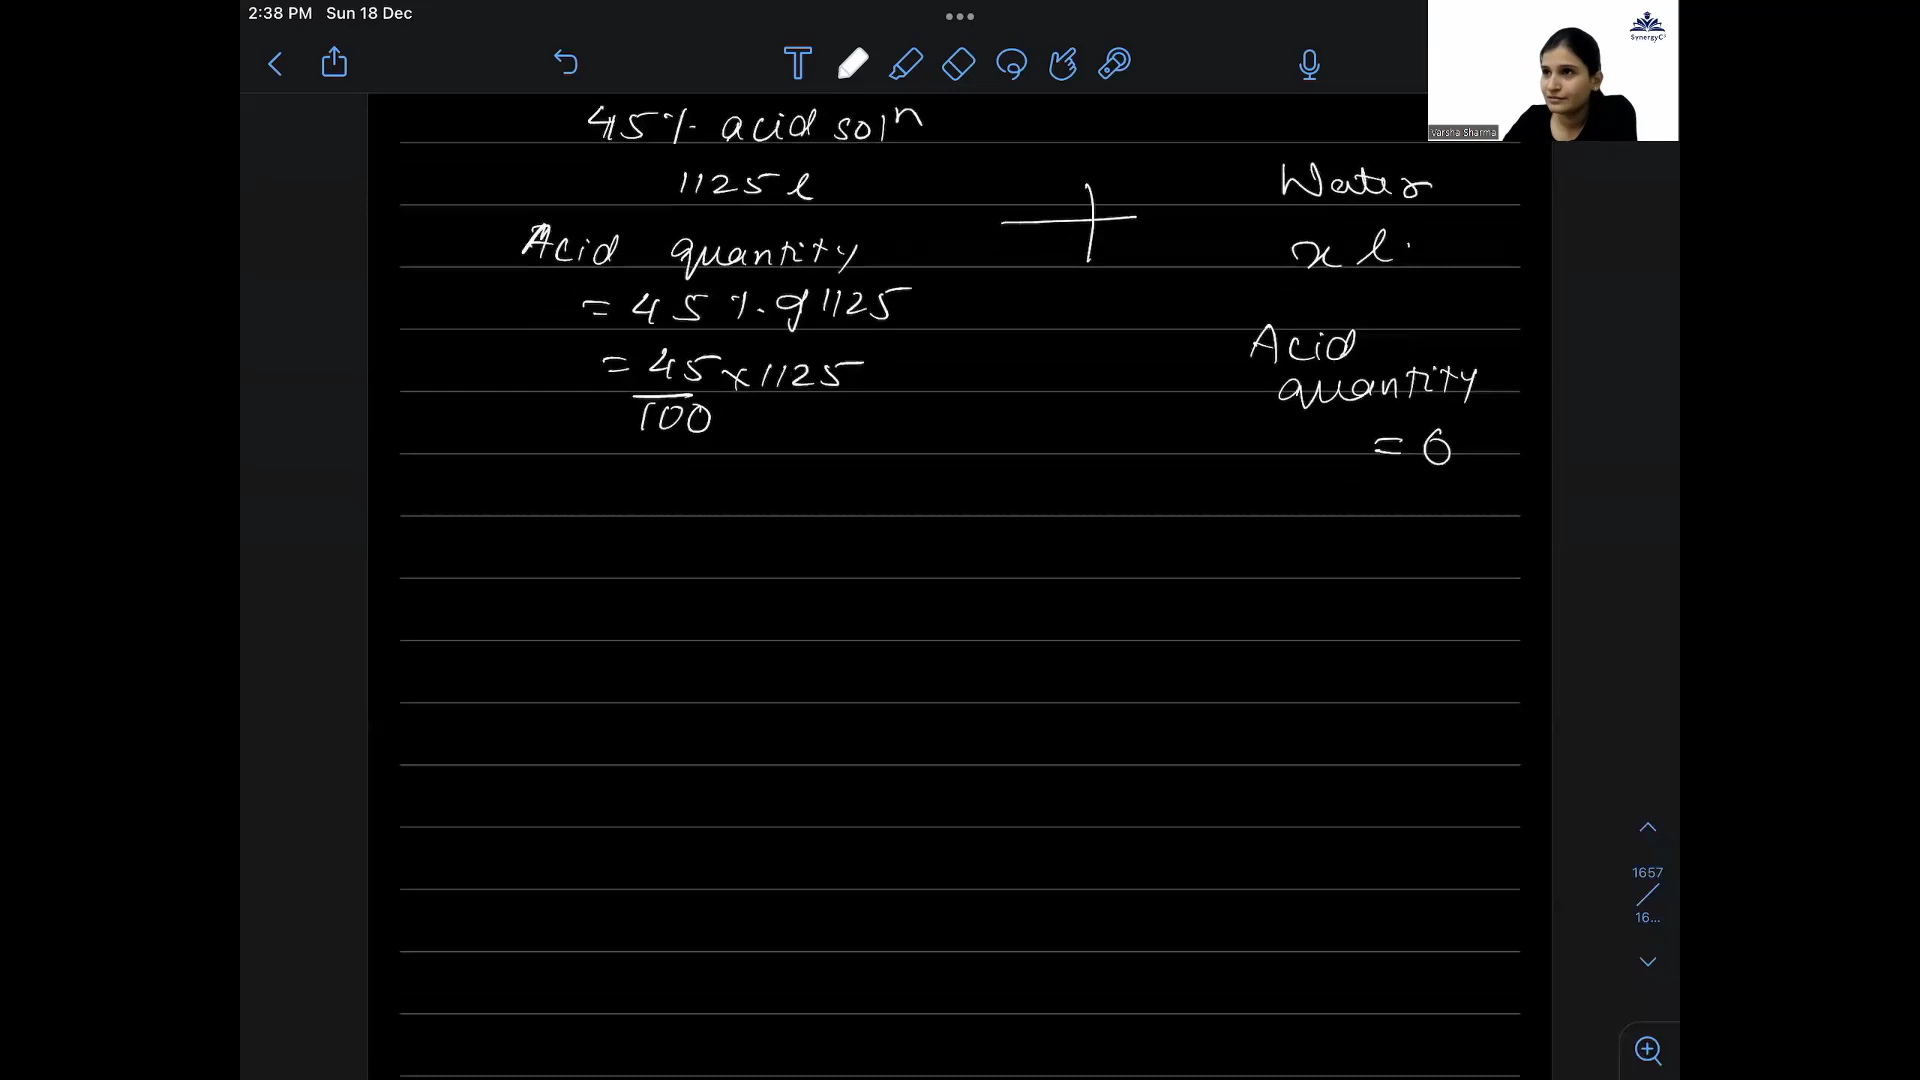 2:38 PM Sun 18 Dec
SynergyC³
Varsha Sharma
45% acid solⁿ
1125 l
Water
Acid quantity
x l.
= 45 % of 1125
Acid
= 45 x 1125
quantity
100
= 0
1657
16...